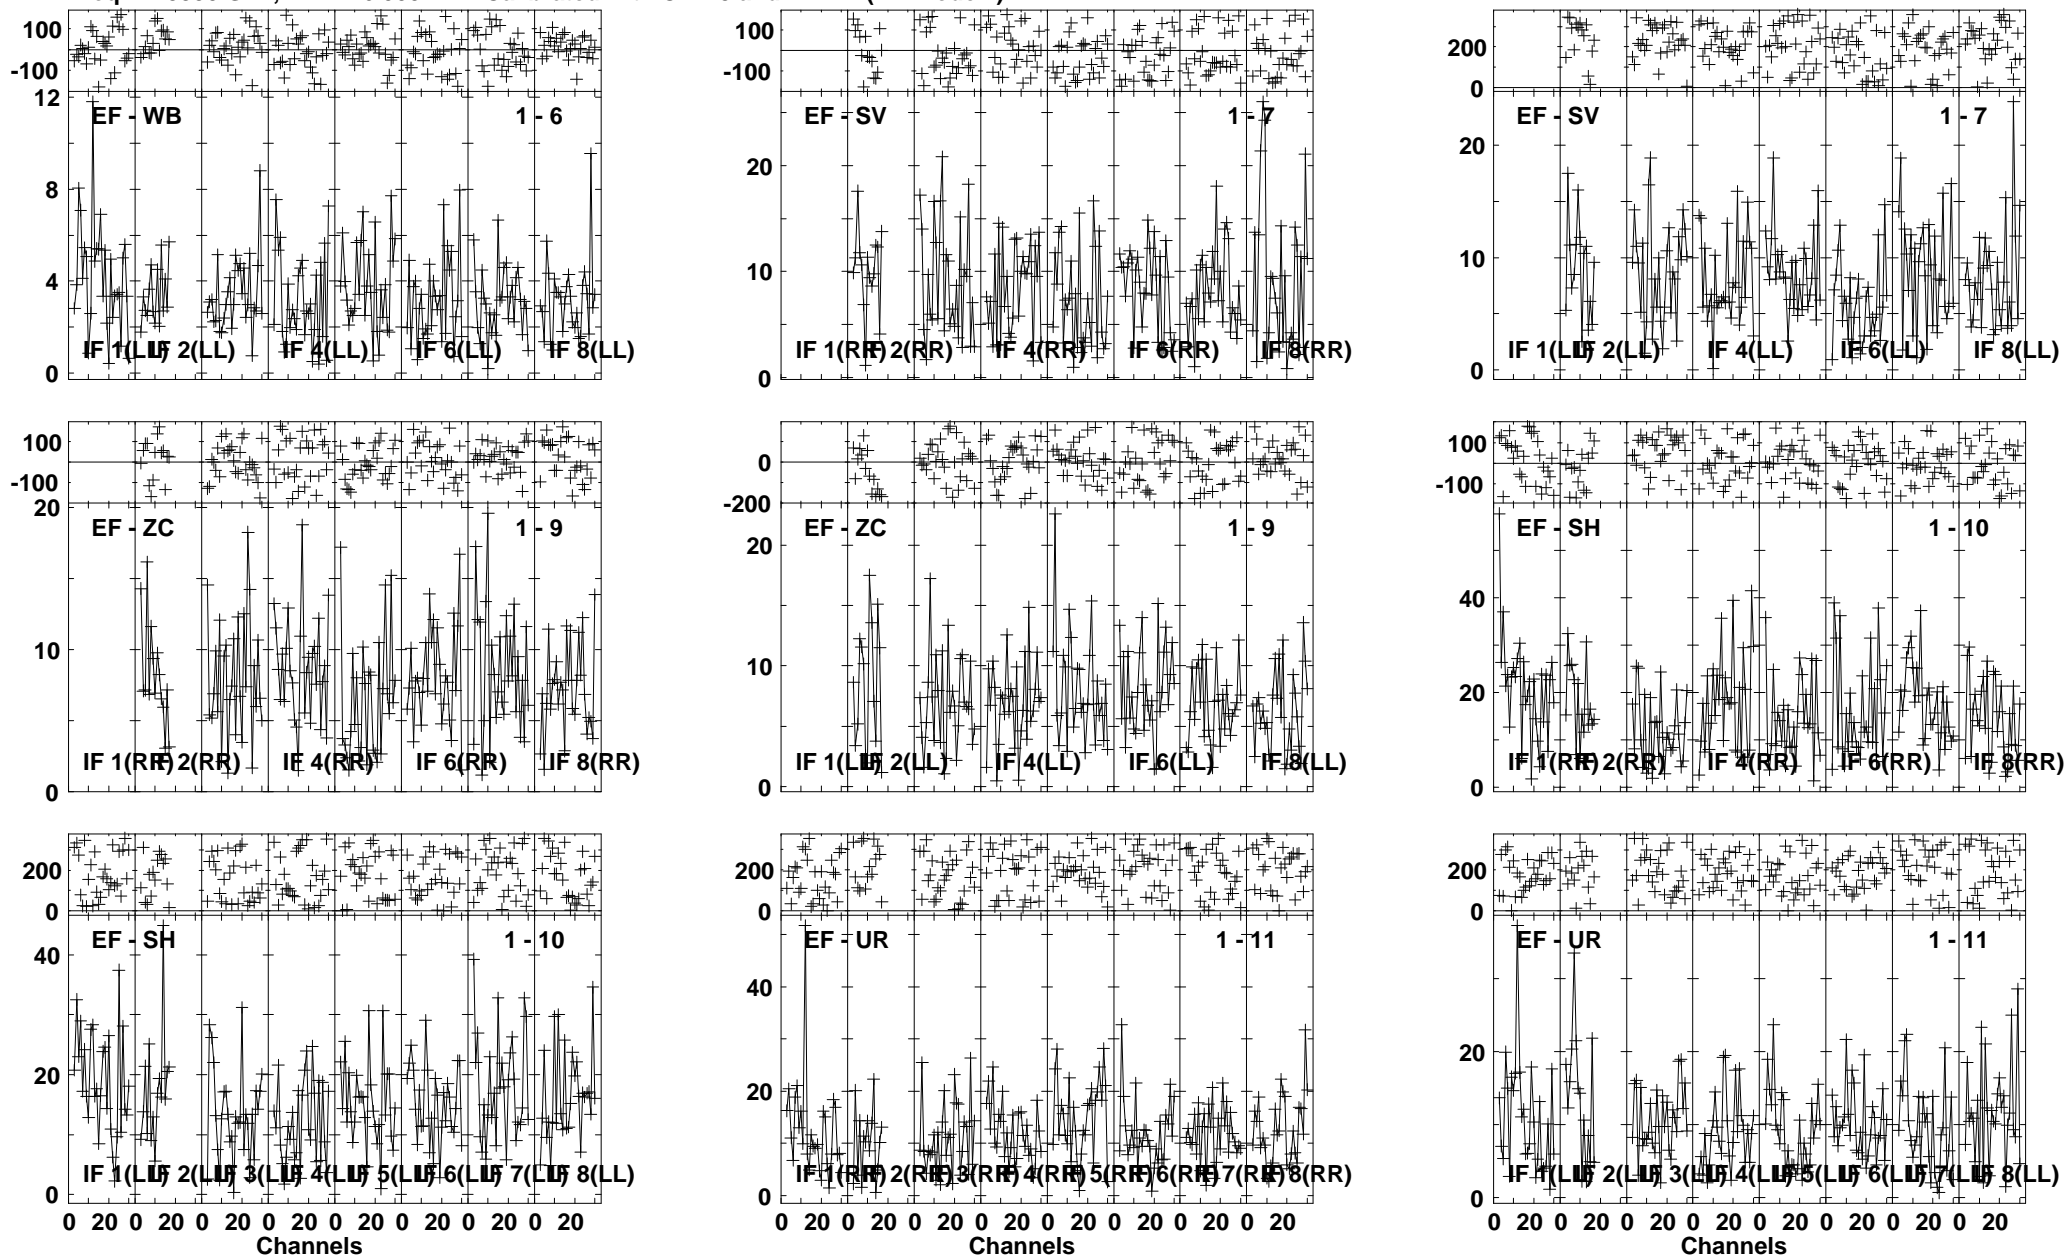 100
-100
12
8
4
0
EF - WB 1 - 6
IF 1(LL) IF 2(LL) IF 4(LL) IF 6(LL) IF 8(LL)
100
-100
20
10
0
EF - SV 1 - 7
IF 1(RR) IF 2(RR) IF 4(RR) IF 6(RR) IF 8(RR)
200
0
20
10
0
EF - SV 1 - 7
IF 1(LL) IF 2(LL) IF 4(LL) IF 6(LL) IF 8(LL)
100
-100
20
10
0
EF - ZC 1 - 9
IF 1(RR) IF 2(RR) IF 4(RR) IF 6(RR) IF 8(RR)
200
0
-200
20
10
0
EF - ZC 1 - 9
IF 1(LL) IF 2(LL) IF 4(LL) IF 6(LL) IF 8(LL)
100
-100
40
20
0
EF - SH 1 - 10
IF 1(RR) IF 2(RR) IF 4(RR) IF 6(RR) IF 8(RR)
200
0
40
20
0
EF - SH 1 - 10
IF 1(LL) IF 2(LL) IF 3(LL) IF 4(LL) IF 5(LL) IF 6(LL) IF 7(LL) IF 8(LL)
0 20 0 20 0 20 0 20 0 20 0 20 0 20 0 20
Channels
200
0
40
20
0
EF - UR 1 - 11
IF 1(RR) IF 2(RR) IF 3(RR) IF 4(RR) IF 5(RR) IF 6(RR) IF 7(RR) IF 8(RR)
0 20 0 20 0 20 0 20 0 20 0 20 0 20 0 20
Channels
200
0
20
0
EF - UR 1 - 11
IF 1(LL) IF 2(LL) IF 3(LL) IF 4(LL) IF 5(LL) IF 6(LL) IF 7(LL) IF 8(LL)
0 20 0 20 0 20 0 20 0 20 0 20 0 20 0 20
Channels